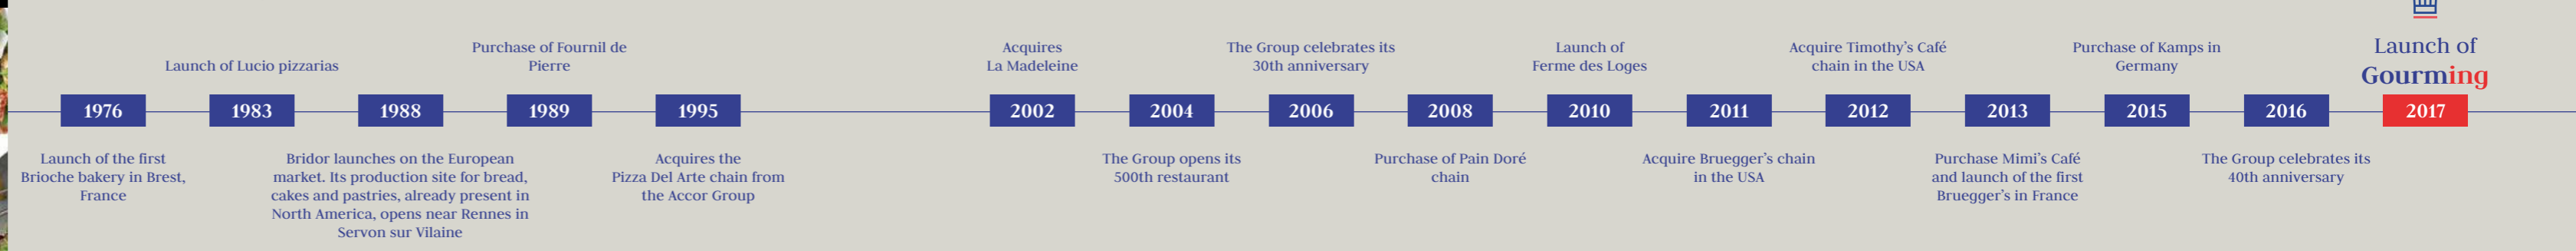 1976
Launch of the first
Brioche bakery in Brest,
France
Launch of Lucio pizzarias
1983
1988
Bridor launches on the European
market. Its production site for bread,
cakes and pastries, already present in
North America, opens near Rennes in
Servon sur Vilaine
Purchase of Fournil de
Pierre
1989
1995
Acquires the
Pizza Del Arte chain from
the Accor Group
Acquires
La Madeleine
2002
2004
The Group opens its
500th restaurant
The Group celebrates its
30th anniversary
2006
2008
Purchase of Pain Doré
chain
Launch of
Ferme des Loges
2010
2011
Acquire Bruegger's chain
in the USA
Acquire Timothy's Café
chain in the USA
2012
2013
Purchase Mimi's Café
and launch of the first
Bruegger's in France
Purchase of Kamps in
Germany
2015
2016
The Group celebrates its
40th anniversary
Launch of
Gourming
2017